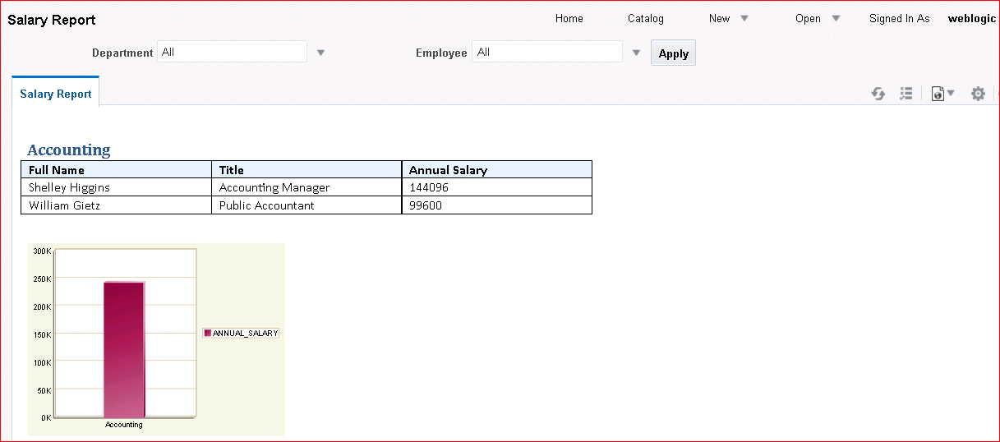 Salary Report Home Catalog New Open Signed In As weblogic
Department All Employee All Apply
Salary Report
Accounting
Full Name Title Annual Salary
Shelley Higgins Accounting Manager 144096
William Gietz Public Accountant 99600
300K
250K
200K
150K
ANNUAL_SALARY
100K
50K
0K
Accounting